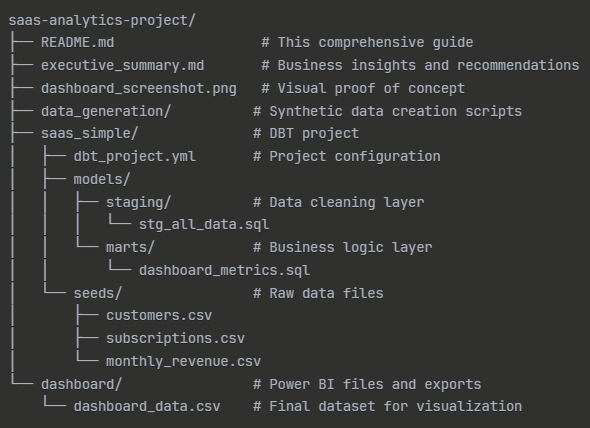 saas-analytics-project/
├── README.md                  # This comprehensive guide
├── executive_summary.md       # Business insights and recommendations
├── dashboard_screenshot.png   # Visual proof of concept
├── data_generation/          # Synthetic data creation scripts
├── saas_simple/              # DBT project
│   ├── dbt_project.yml       # Project configuration
│   ├── models/
│   │   ├── staging/          # Data cleaning layer
│   │   │   └── stg_all_data.sql
│   │   └── marts/            # Business logic layer
│   │       └── dashboard_metrics.sql
│   └── seeds/                # Raw data files
│       ├── customers.csv
│       ├── subscriptions.csv
│       └── monthly_revenue.csv
└── dashboard/                # Power BI files and exports
    └── dashboard_data.csv    # Final dataset for visualization